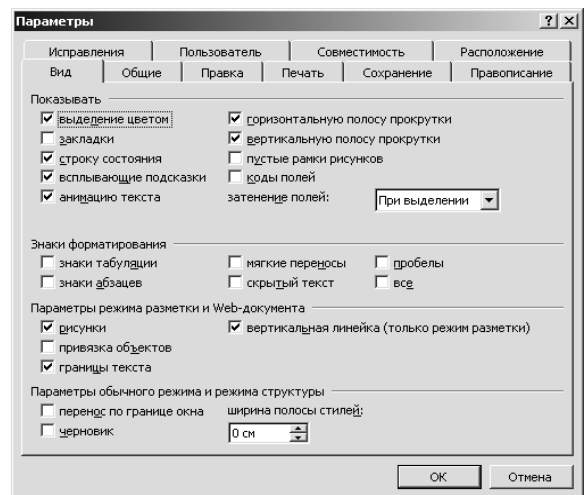 Параметры
Исправления Пользователь Совместимость Расположение
Вид Общие Правка Печать Сохранение Правописание
Показывать
выделение цветом горизонтальную полосу прокрутки
закладки вертикальную полосу прокрутки
строку состояния пустые рамки рисунков
всплывающие подсказки коды полей
анимацию текста затенение полей: При выделении
Знаки форматирования
знаки табуляции мягкие переносы пробелы
знаки абзацев скрытый текст все
Параметры режима разметки и Web-документа
рисунки вертикальная линейка (только режим разметки)
привязка объектов
границы текста
Параметры обычного режима и режима структуры
перенос по границе окна ширина полосы стилей:
черновик 0 см
ОК Отмена